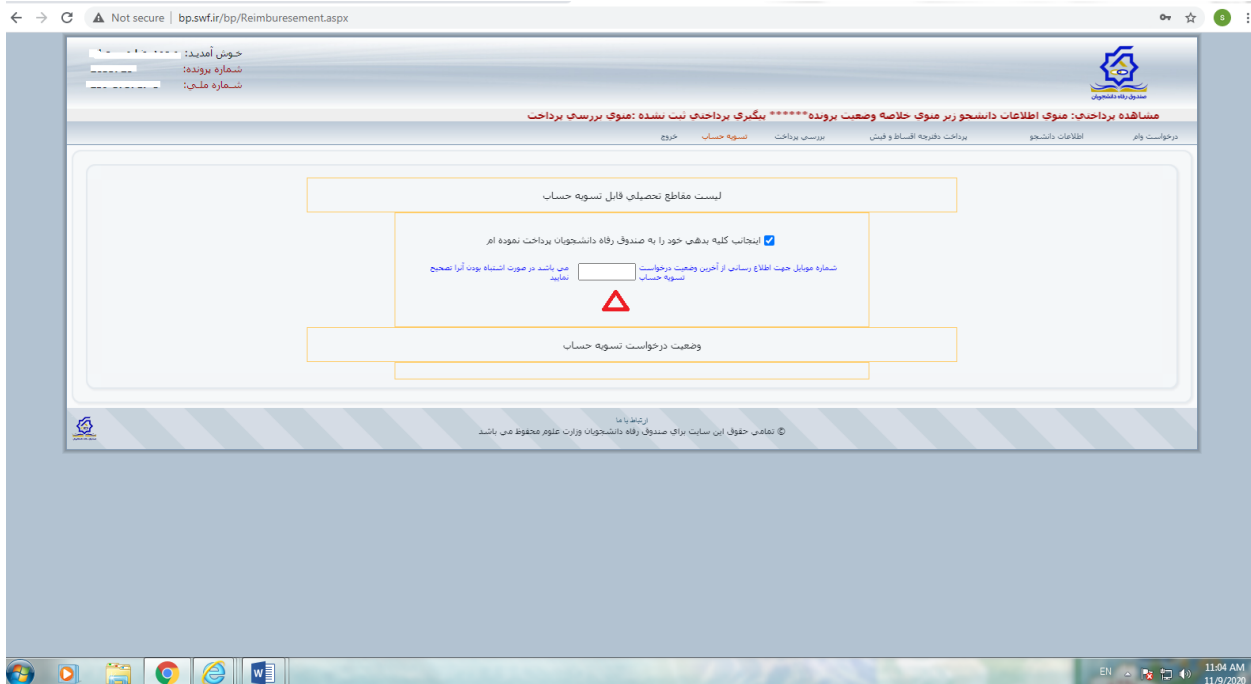 Not secure | bp.swf.ir/bp/Reimburesement.aspx
خوش آمدید:
شماره پرونده:
شماره ملی:
صندوق رفاه دانشجویان
مشاهده پرداختی: منوی اطلاعات دانشجو زیر منوی خلاصه وضعیت پرونده****** پیگیری پرداختی ثبت نشده :منوی بررسی پرداخت
درخواست وام اطلاعات دانشجو پرداخت دفترچه اقساط و فیش بررسی پرداخت تسویه حساب خروج
لیست مقاطع تحصیلی قابل تسویه حساب
اینجانب کلیه بدهی خود را به صندوق رفاه دانشجویان پرداخت نموده ام
شماره موبایل جهت اطلاع رسانی از آخرین وضعیت درخواست تسویه حساب
می باشد در صورت اشتباه بودن آنرا تصحیح نمایید
وضعیت درخواست تسویه حساب
ارتباط با ما
© تمامی حقوق این سایت برای صندوق رفاه دانشجویان وزارت علوم محفوظ می باشد
EN
11:04 AM
11/9/2020